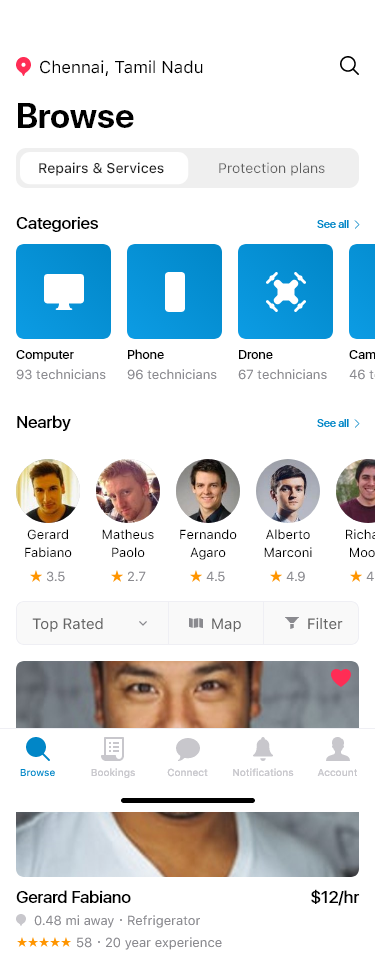 Chennai, Tamil Nadu
Browse
Repairs & Services
Protection plans
Categories
See all
Computer
93 technicians
Phone
96 technicians
Drone
67 technicians
Cam
46 t
Nearby
See all
Gerard
Fabiano
3.5
Matheus
Paolo
2.7
Fernando
Agaro
4.5
Alberto
Marconi
4.9
Richa
Moo
4
Top Rated
Map
Filter
Browse
Bookings
Connect
Notifications
Account
Gerard Fabiano
$12/hr
0.48 mi away · Refrigerator
★★★★★ 58 · 20 year experience